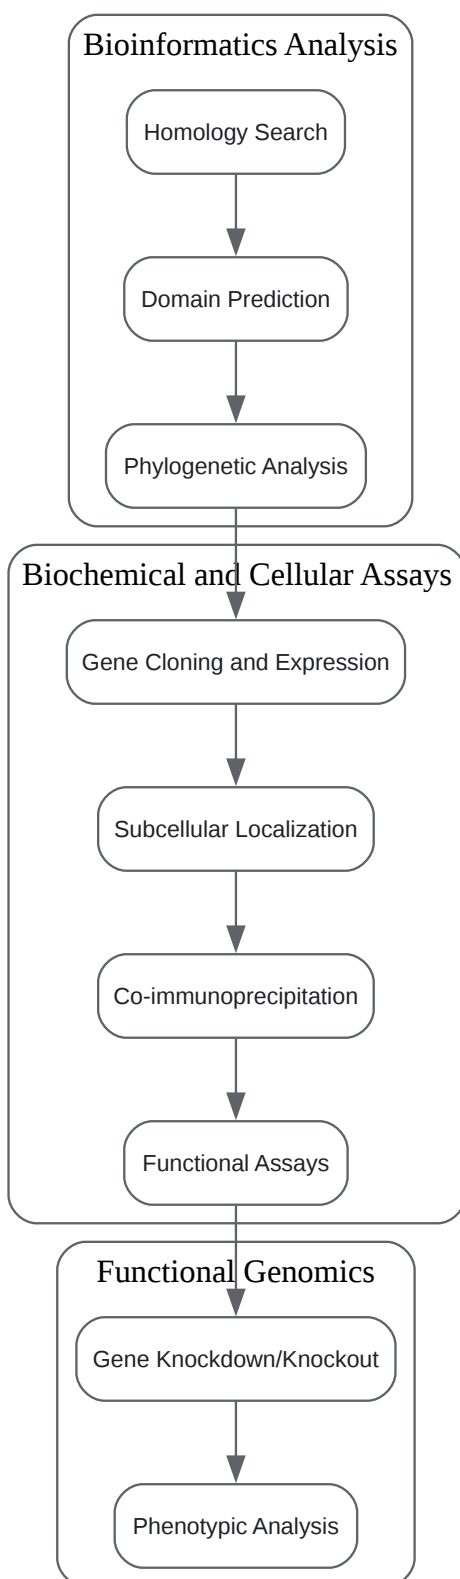 Bioinformatics Analysis
Homology Search
Domain Prediction
Phylogenetic Analysis
Biochemical and Cellular Assays
Gene Cloning and Expression
Subcellular Localization
Co-immunoprecipitation
Functional Assays
Functional Genomics
Gene Knockdown/Knockout
Phenotypic Analysis